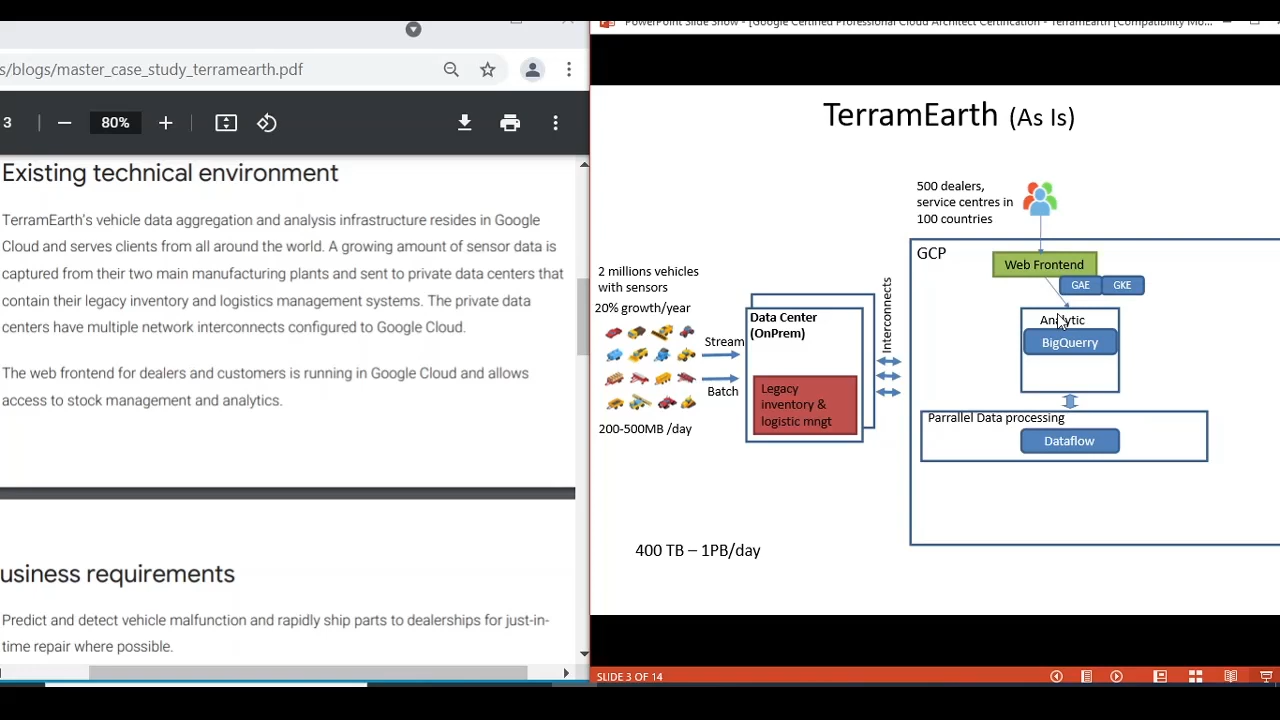 PowerPoint Slide Show - [Google Certified Professional Cloud Architect Certification - TerramEarth [Compatibility Mo...
s/blogs/master_case_study_terramearth.pdf
3
80%
Existing technical environment
TerramEarth's vehicle data aggregation and analysis infrastructure resides in Google
Cloud and serves clients from all around the world. A growing amount of sensor data is
captured from their two main manufacturing plants and sent to private data centers that
contain their legacy inventory and logistics management systems. The private data
centers have multiple network interconnects configured to Google Cloud.
The web frontend for dealers and customers is running in Google Cloud and allows
access to stock management and analytics.
usiness requirements
Predict and detect vehicle malfunction and rapidly ship parts to dealerships for just-in-
time repair where possible.
TerramEarth (As Is)
500 dealers,
service centres in
100 countries
GCP
Web Frontend
GAE
GKE
2 millions vehicles
with sensors
20% growth/year
Data Center
(OnPrem)
Interconnects
Analytic
BigQuerry
Stream
Batch
Legacy
inventory &
logistic mngt
200-500MB /day
Parrallel Data processing
Dataflow
400 TB – 1PB/day
SLIDE 3 OF 14